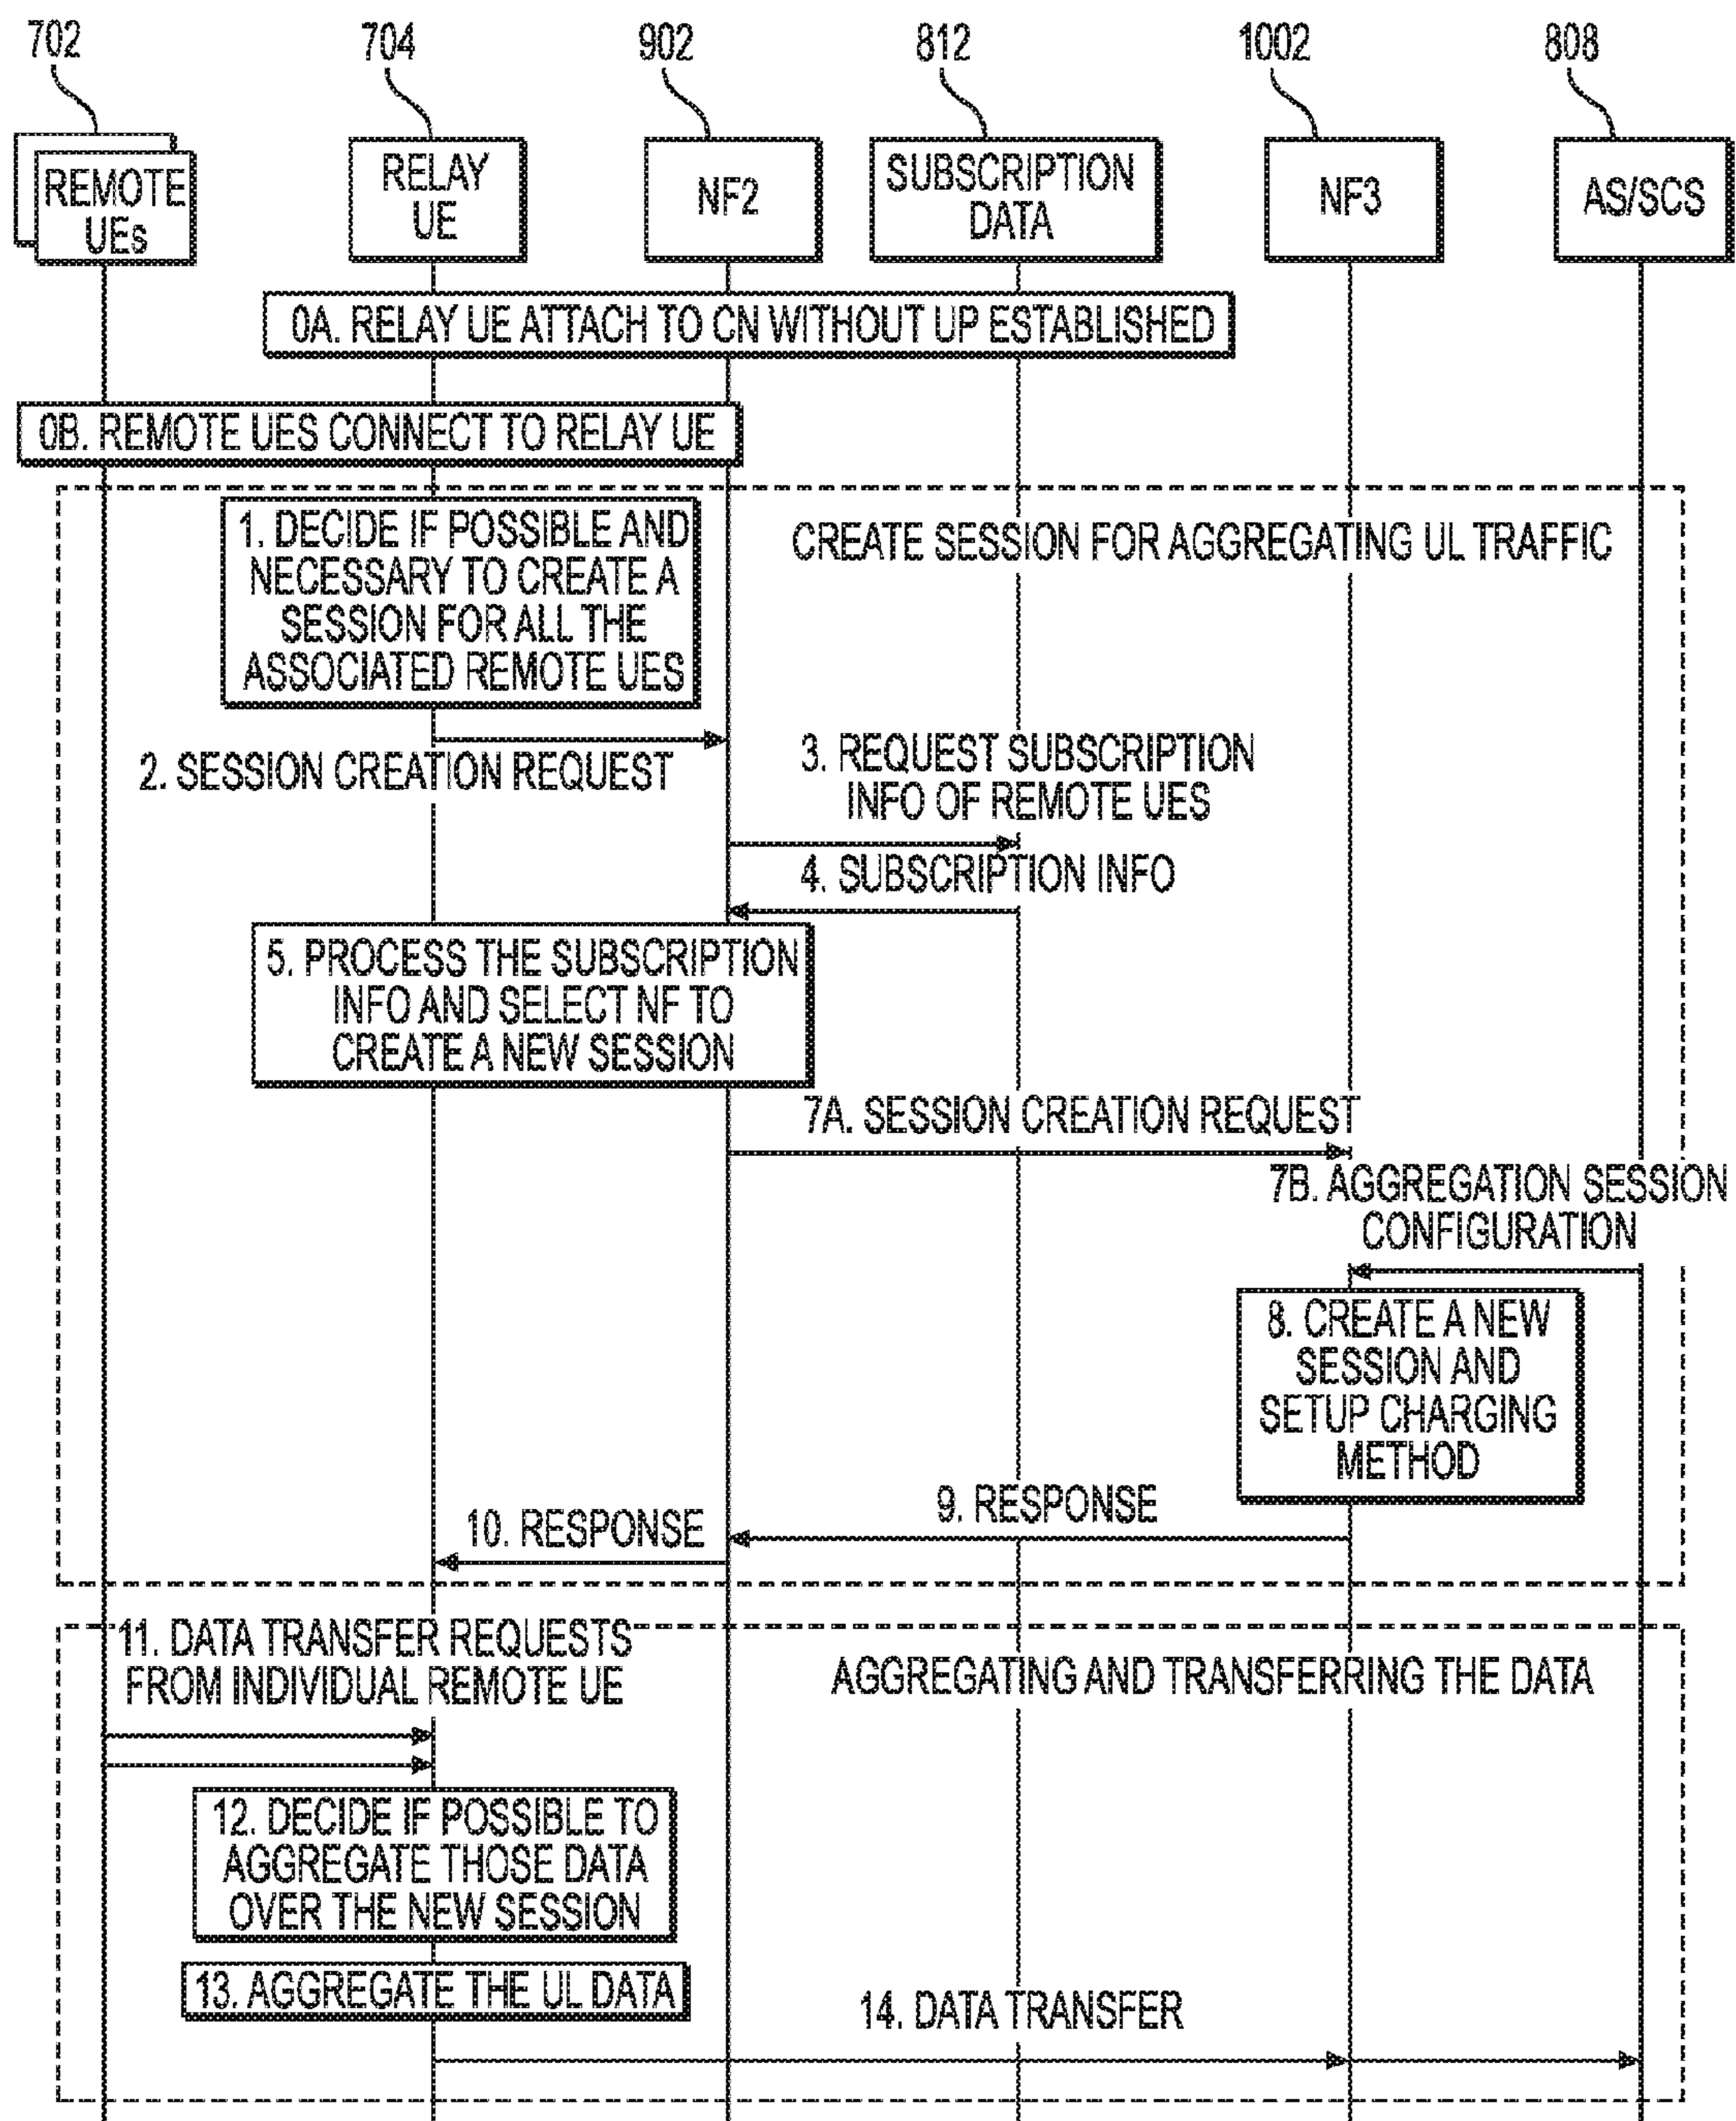 702
704
902
812
1002
808
REMOTE
UEs
RELAY
UE
NF2
SUBSCRIPTION
DATA
NF3
AS/SCS
0A. RELAY UE ATTACH TO CN WITHOUT UP ESTABLISHED
0B. REMOTE UES CONNECT TO RELAY UE
1. DECIDE IF POSSIBLE AND
NECESSARY TO CREATE A
SESSION FOR ALL THE
ASSOCIATED REMOTE UES
CREATE SESSION FOR AGGREGATING UL TRAFFIC
2. SESSION CREATION REQUEST
3. REQUEST SUBSCRIPTION
INFO OF REMOTE UES
4. SUBSCRIPTION INFO
5. PROCESS THE SUBSCRIPTION
INFO AND SELECT NF TO
CREATE A NEW SESSION
7A. SESSION CREATION REQUEST
7B. AGGREGATION SESSION
CONFIGURATION
8. CREATE A NEW
SESSION AND
SETUP CHARGING
METHOD
9. RESPONSE
10. RESPONSE
11. DATA TRANSFER REQUESTS
FROM INDIVIDUAL REMOTE UE
AGGREGATING AND TRANSFERRING THE DATA
12. DECIDE IF POSSIBLE TO
AGGREGATE THOSE DATA
OVER THE NEW SESSION
13. AGGREGATE THE UL DATA
14. DATA TRANSFER